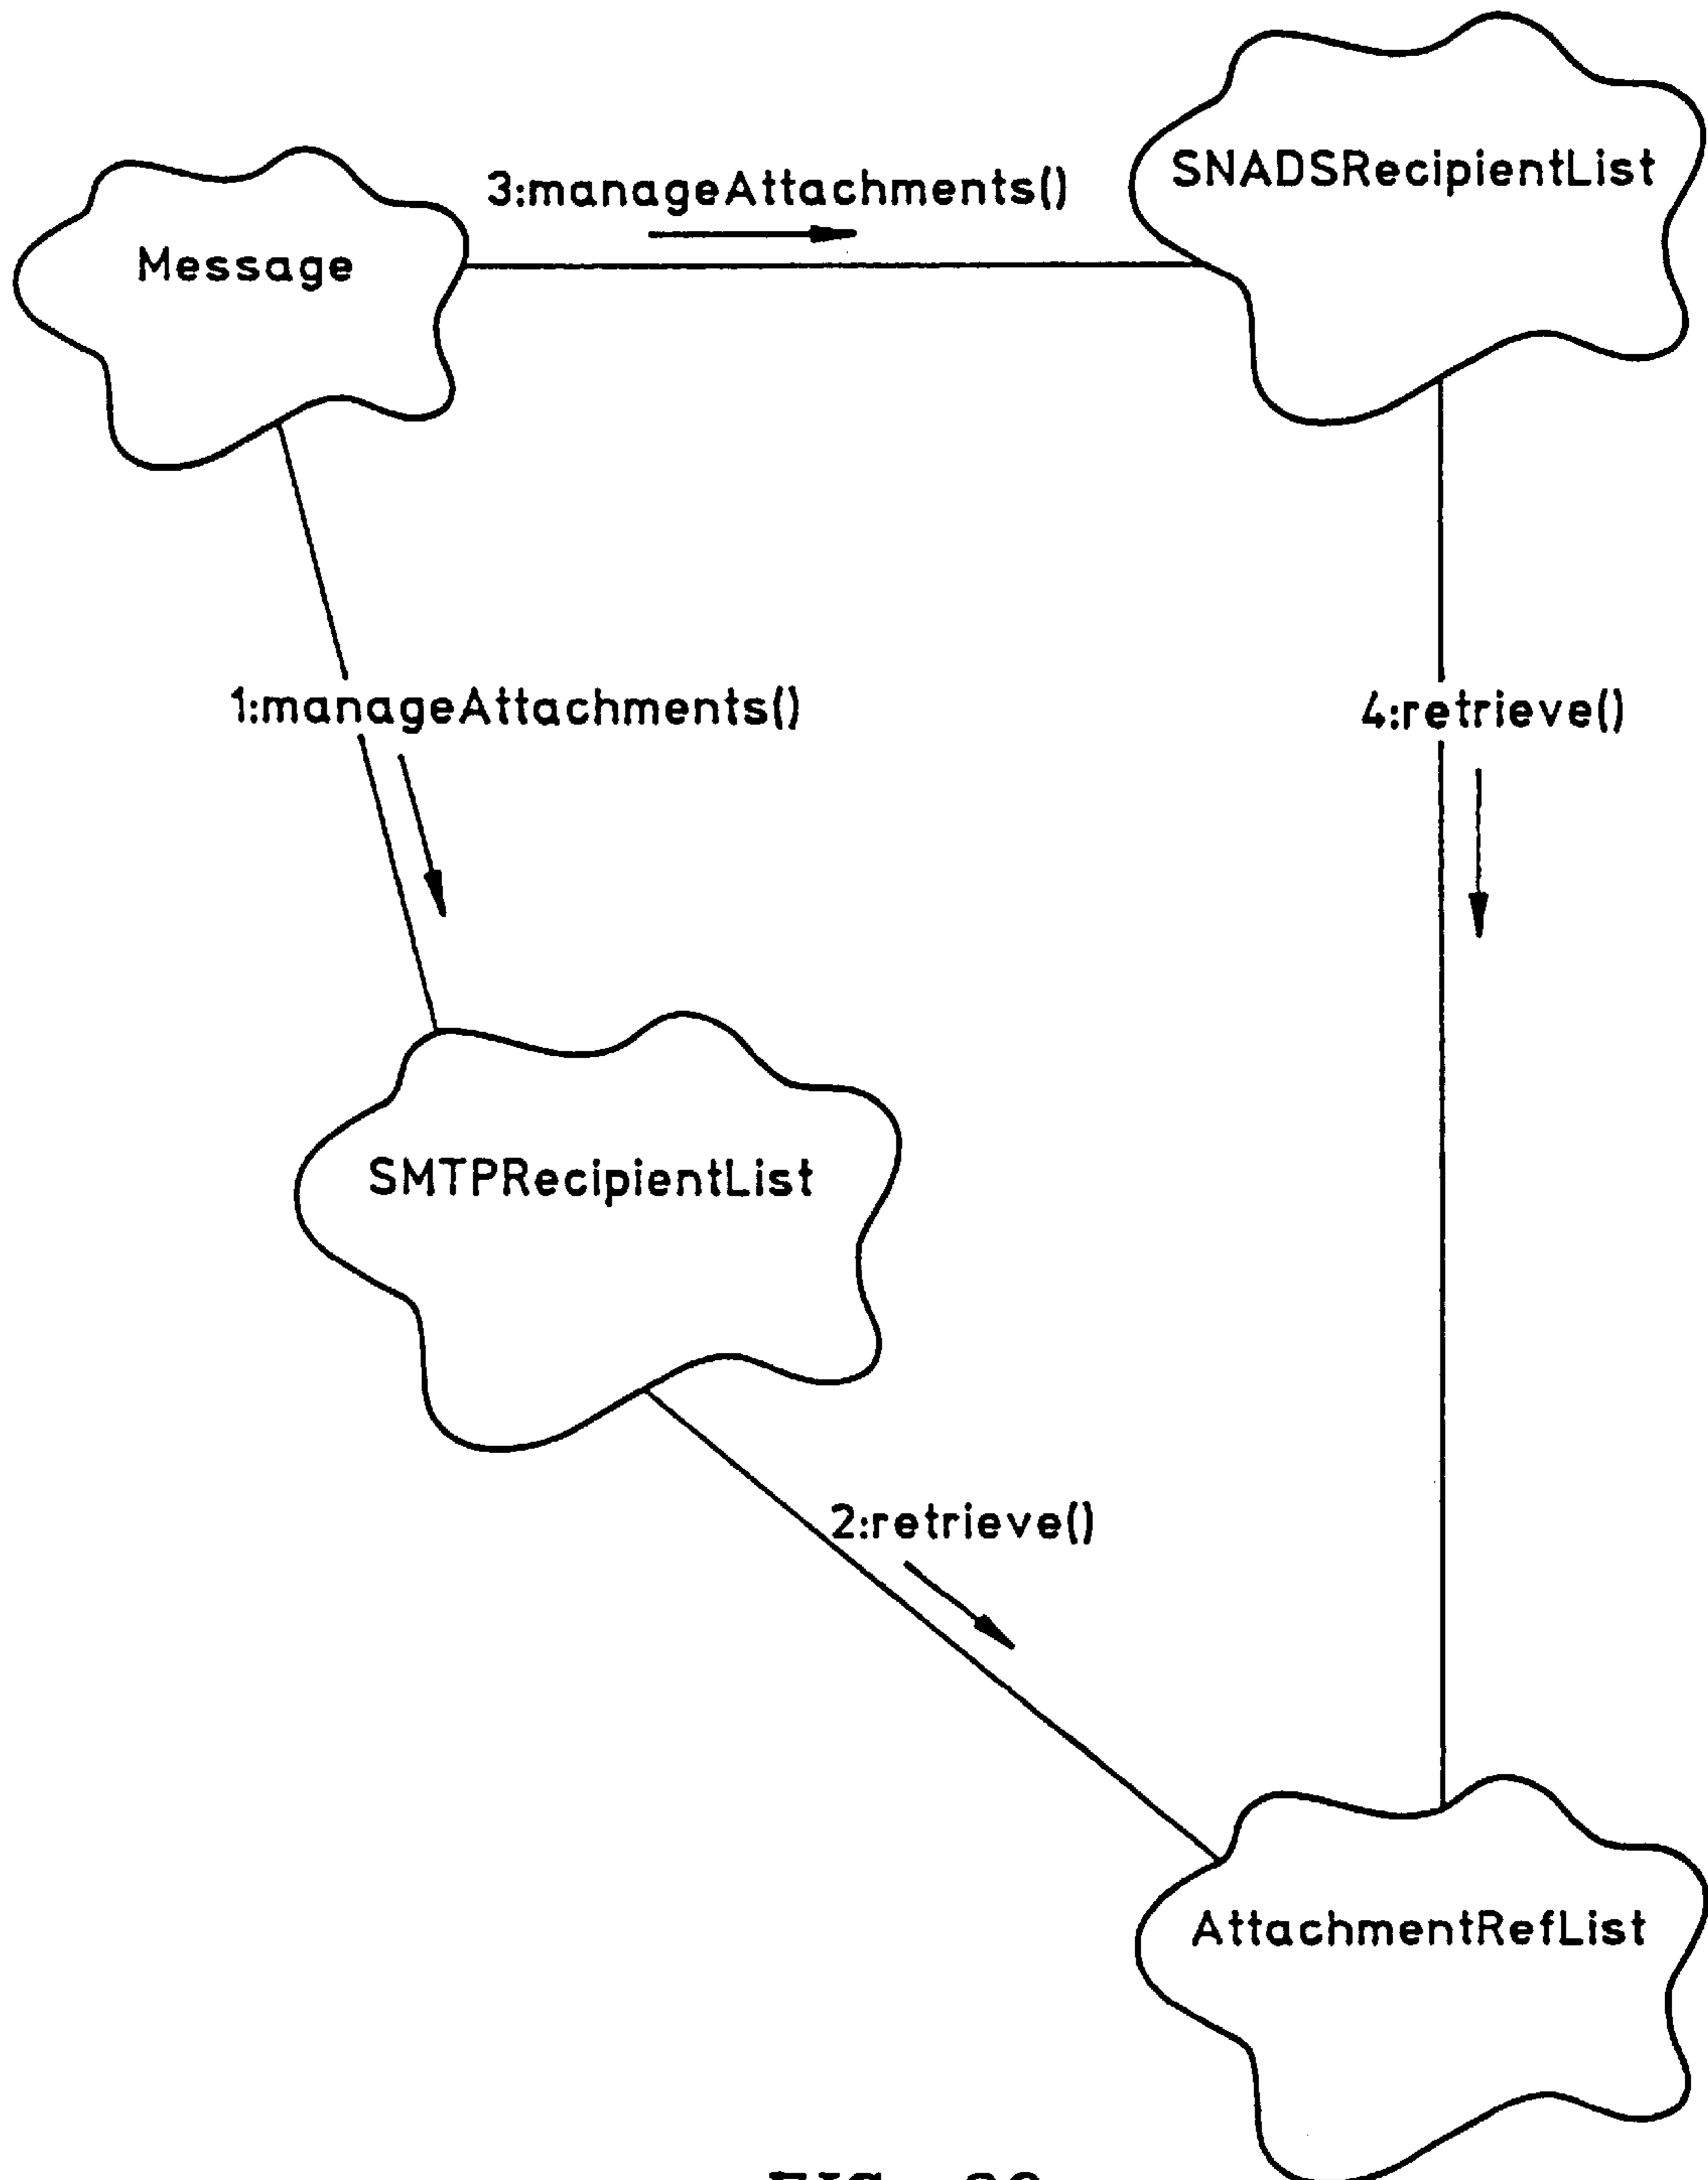 SNADSRecipientList
3:manageAttachments()
Message
1:manageAttachments()
4:retrieve()
SMTPRecipientList
2:retrieve()
AttachmentRefList